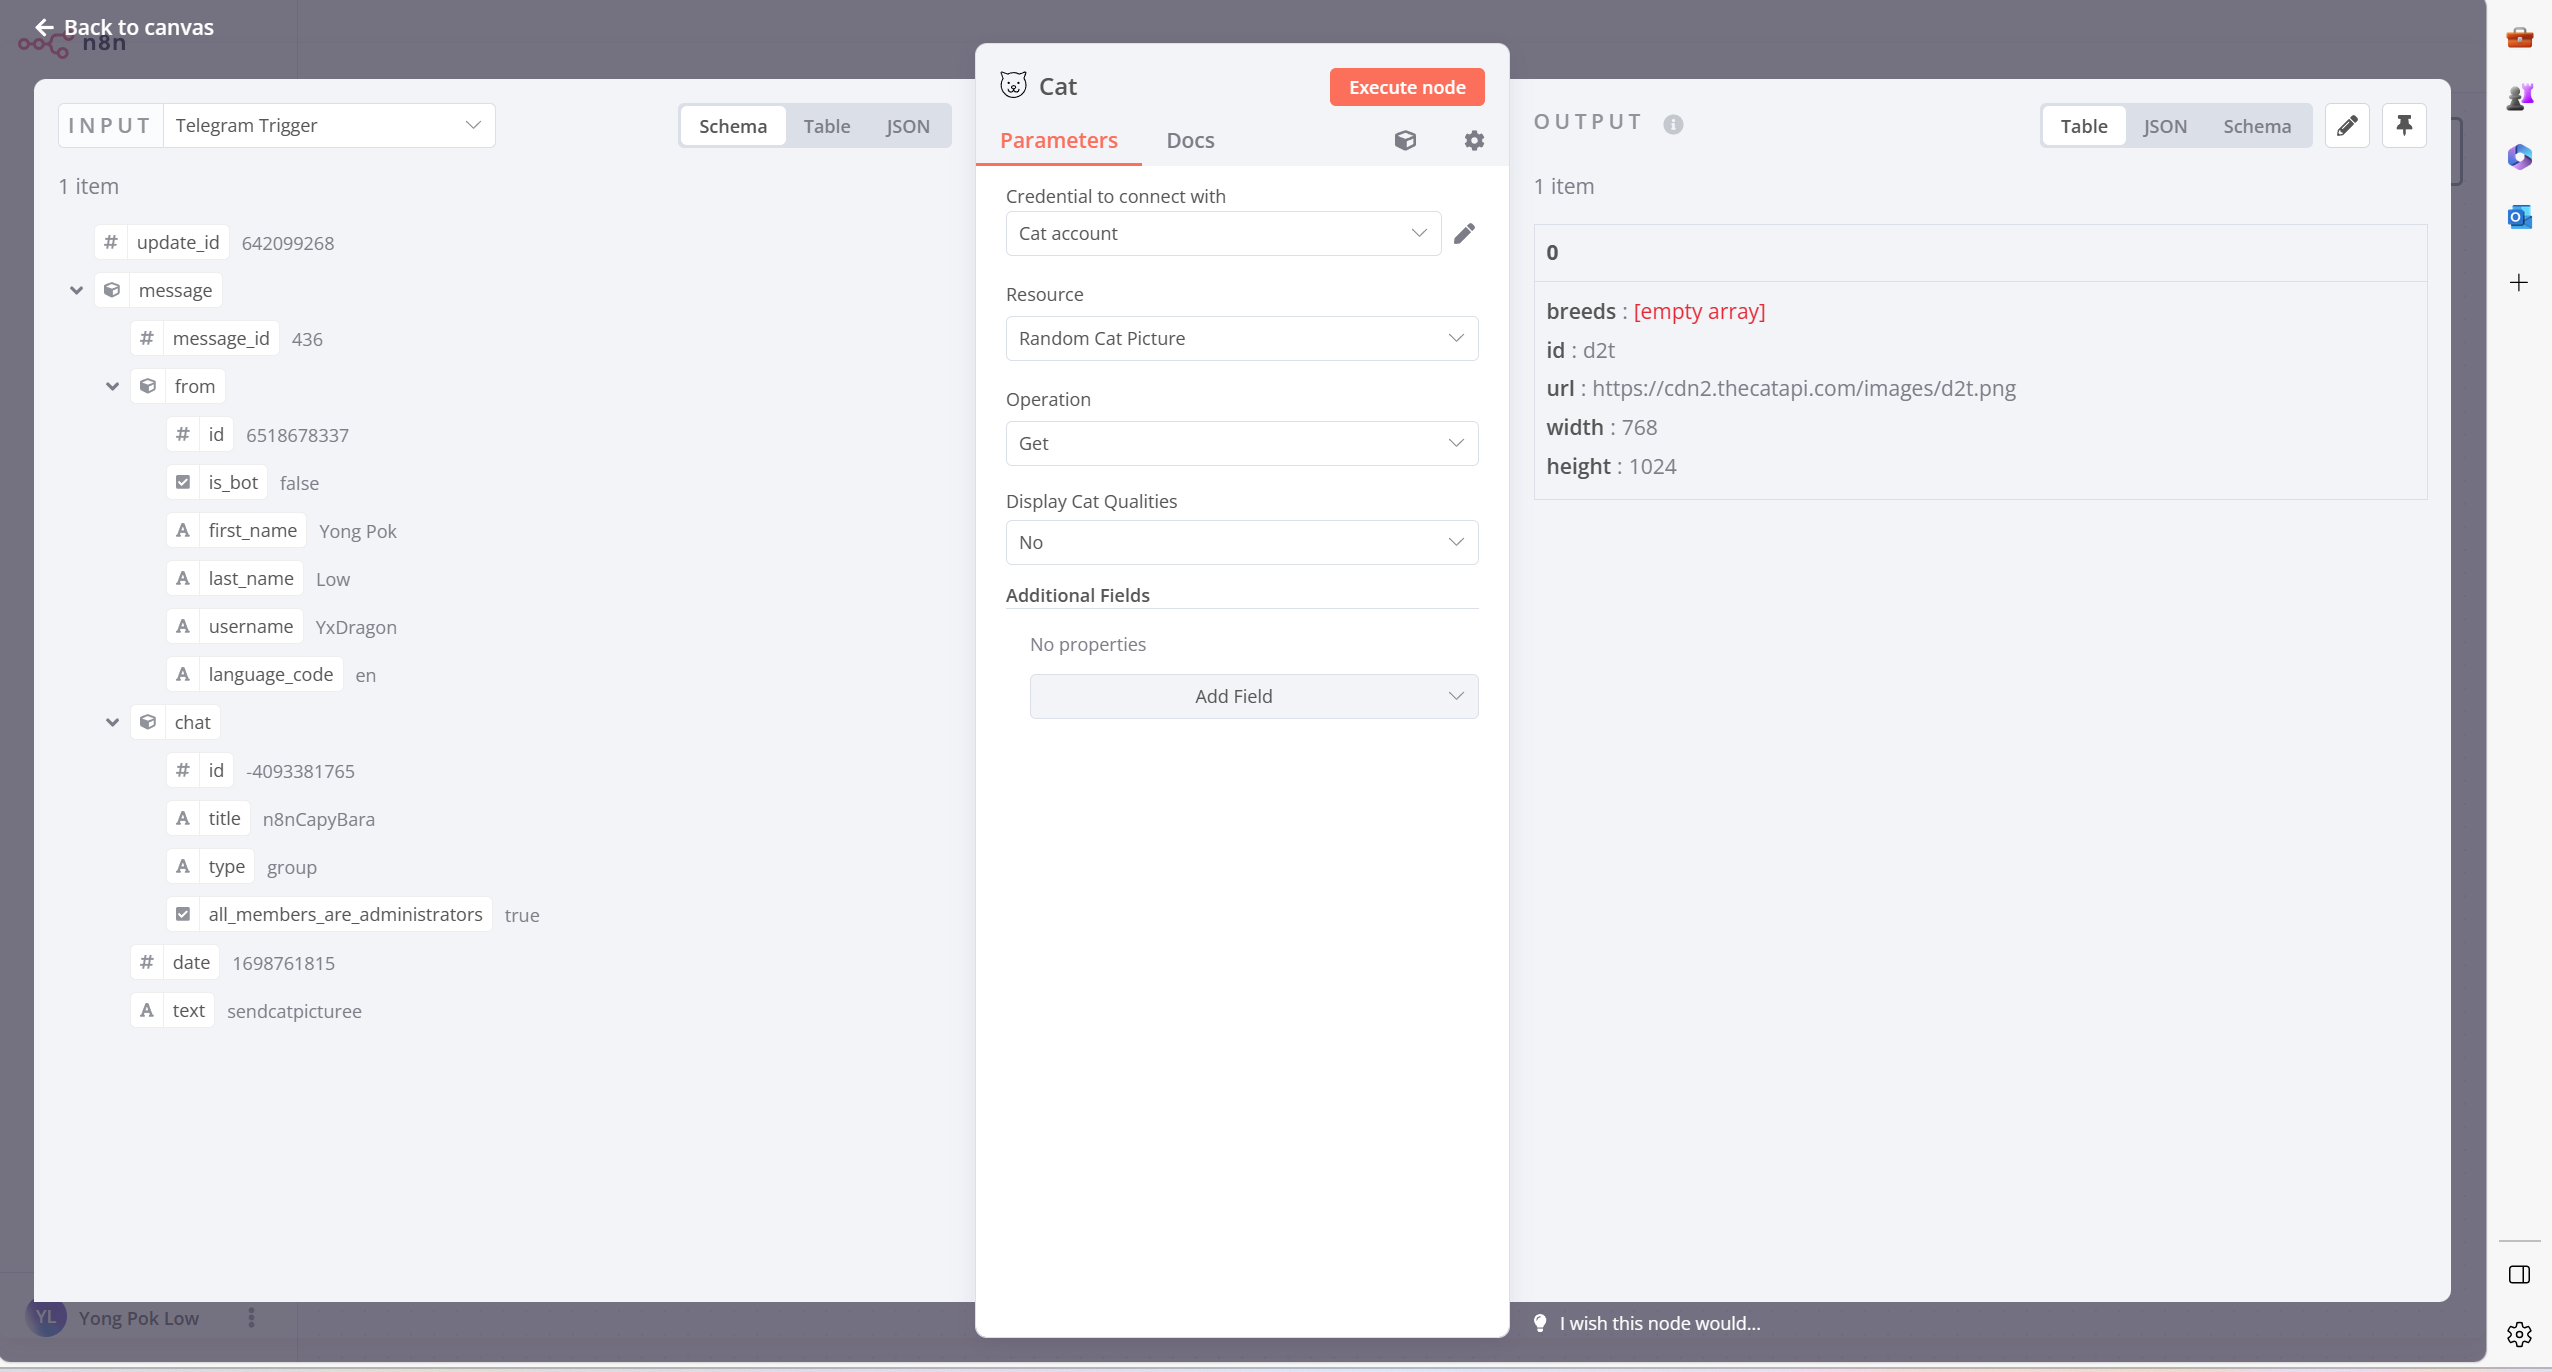 Back to canvas
n8n
INPUT Telegram Trigger
Schema Table JSON
1 item
# update_id 642099268
message
# message_id 436
from
# id 6518678337
is_bot false
A first_name Yong Pok
A last_name Low
A username YxDragon
A language_code en
chat
# id -4093381765
A title n8nCapyBara
A type group
all_members_are_administrators true
# date 1698761815
A text sendcatpicturee
Cat
Execute node
Parameters Docs
Credential to connect with
Cat account
Resource
Random Cat Picture
Operation
Get
Display Cat Qualities
No
Additional Fields
No properties
Add Field
OUTPUT
Table JSON Schema
1 item
0
breeds : [empty array]
id : d2t
url : https://cdn2.thecatapi.com/images/d2t.png
width : 768
height : 1024
YL Yong Pok Low
I wish this node would...